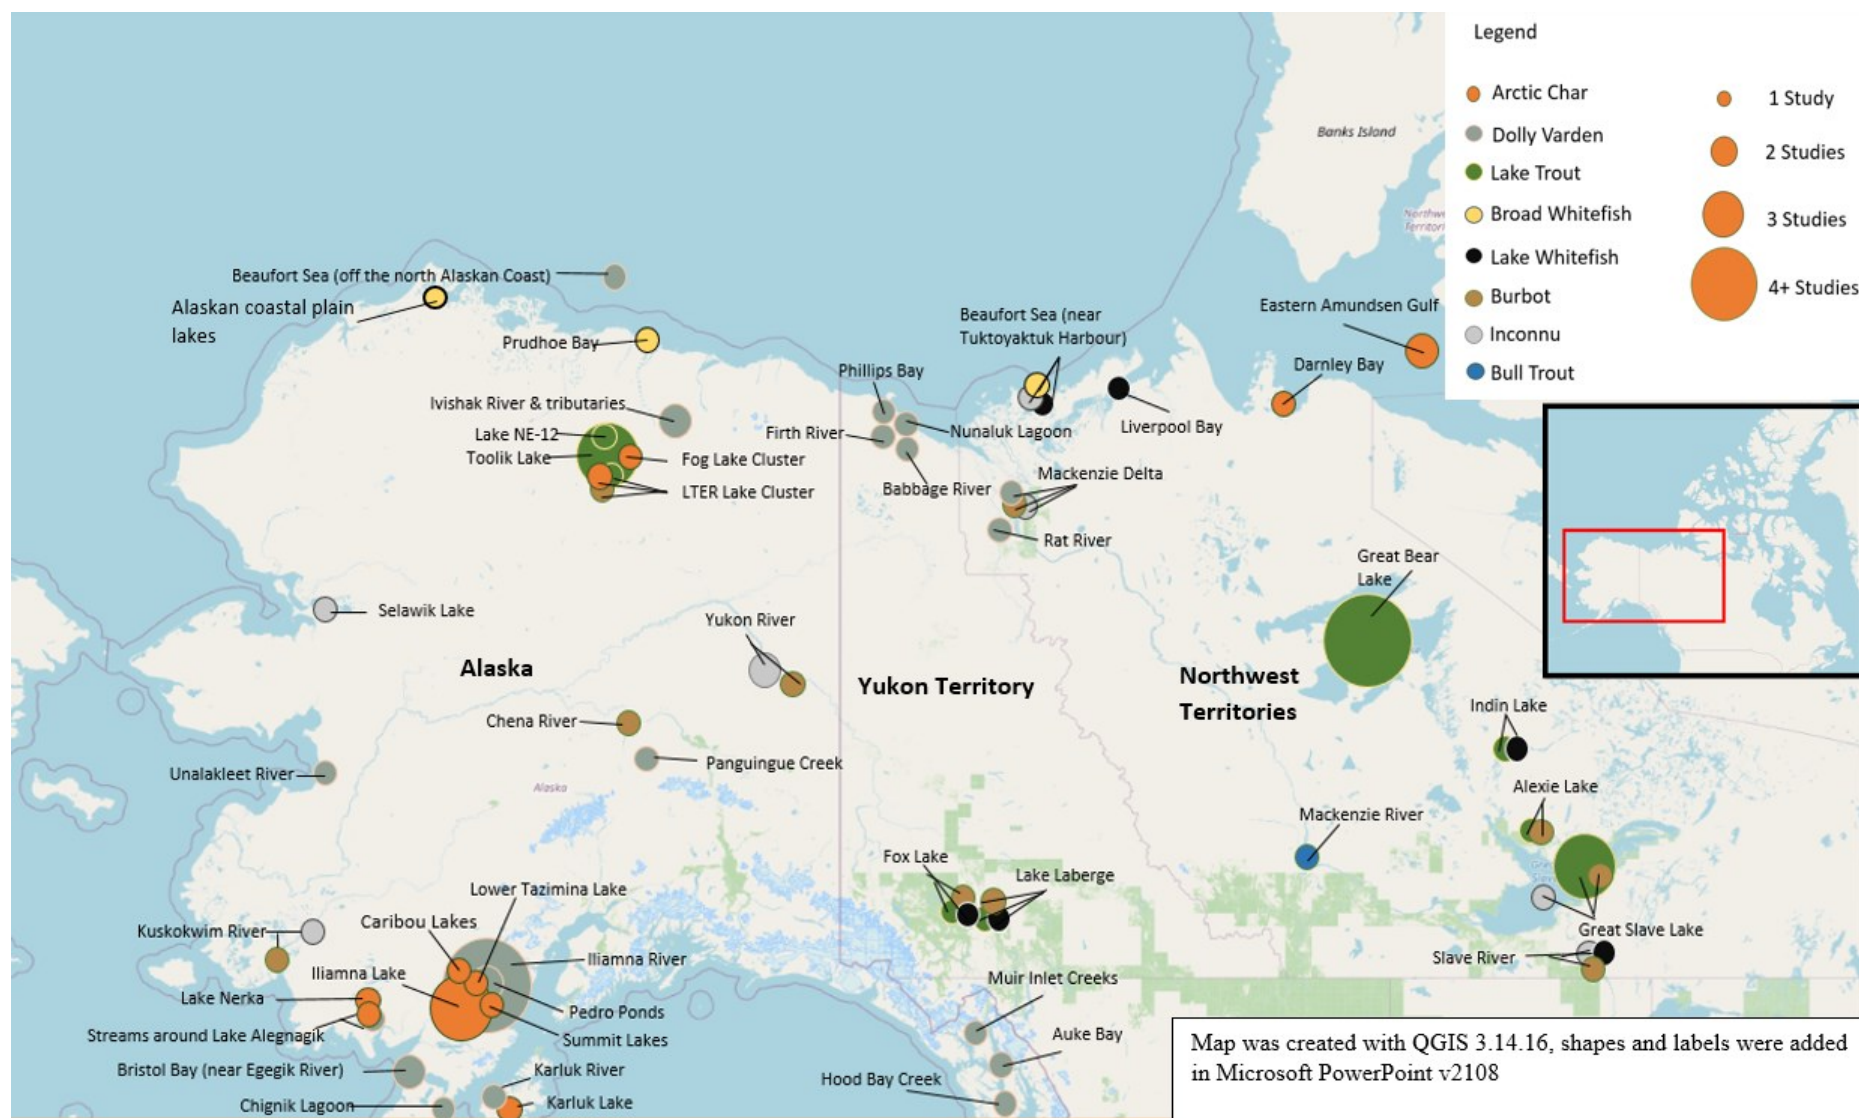 Legend
Arctic Char
Dolly Varden
Lake Trout
Broad Whitefish
Lake Whitefish
Burbot
Inconnu
Bull Trout
1 Study
2 Studies
3 Studies
4+ Studies
Banks Island
Beaufort Sea (off the north Alaskan Coast)
Alaskan coastal plain
lakes
Prudhoe Bay
Ivishak River & tributaries
Lake NE-12
Toolik Lake
Fog Lake Cluster
LTER Lake Cluster
Phillips Bay
Firth River
Nunaluk Lagoon
Babbage River
Beaufort Sea (near
Tuktoyaktuk Harbour)
Liverpool Bay
Eastern Amundsen Gulf
Darnley Bay
Mackenzie Delta
Rat River
Great Bear
Lake
Selawik Lake
Yukon River
Alaska
Yukon Territory
Northwest
Territories
Chena River
Panguingue Creek
Unalakleet River
Alaska
Indin Lake
Alexie Lake
Mackenzie River
Fox Lake
Lake Laberge
Great Slave Lake
Slave River
Lower Tazimina Lake
Caribou Lakes
Kuskokwim River
Iliamna Lake
Iliamna River
Lake Nerka
Pedro Ponds
Streams around Lake Alegnagik
Summit Lakes
Bristol Bay (near Egegik River)
Karluk River
Chignik Lagoon
Karluk Lake
Muir Inlet Creeks
Auke Bay
Hood Bay Creek
Map was created with QGIS 3.14.16, shapes and labels were added
in Microsoft PowerPoint v2108